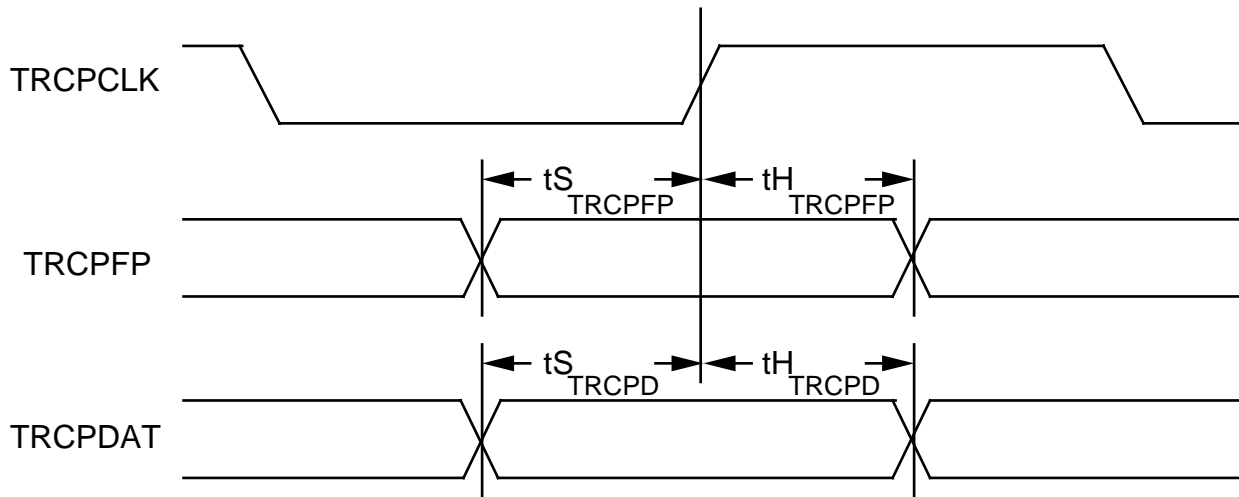 TRCPCLK
tS TRCPFP
tH TRCPFP
TRCPFP
tS TRCPD
tH TRCPD
TRCPDAT